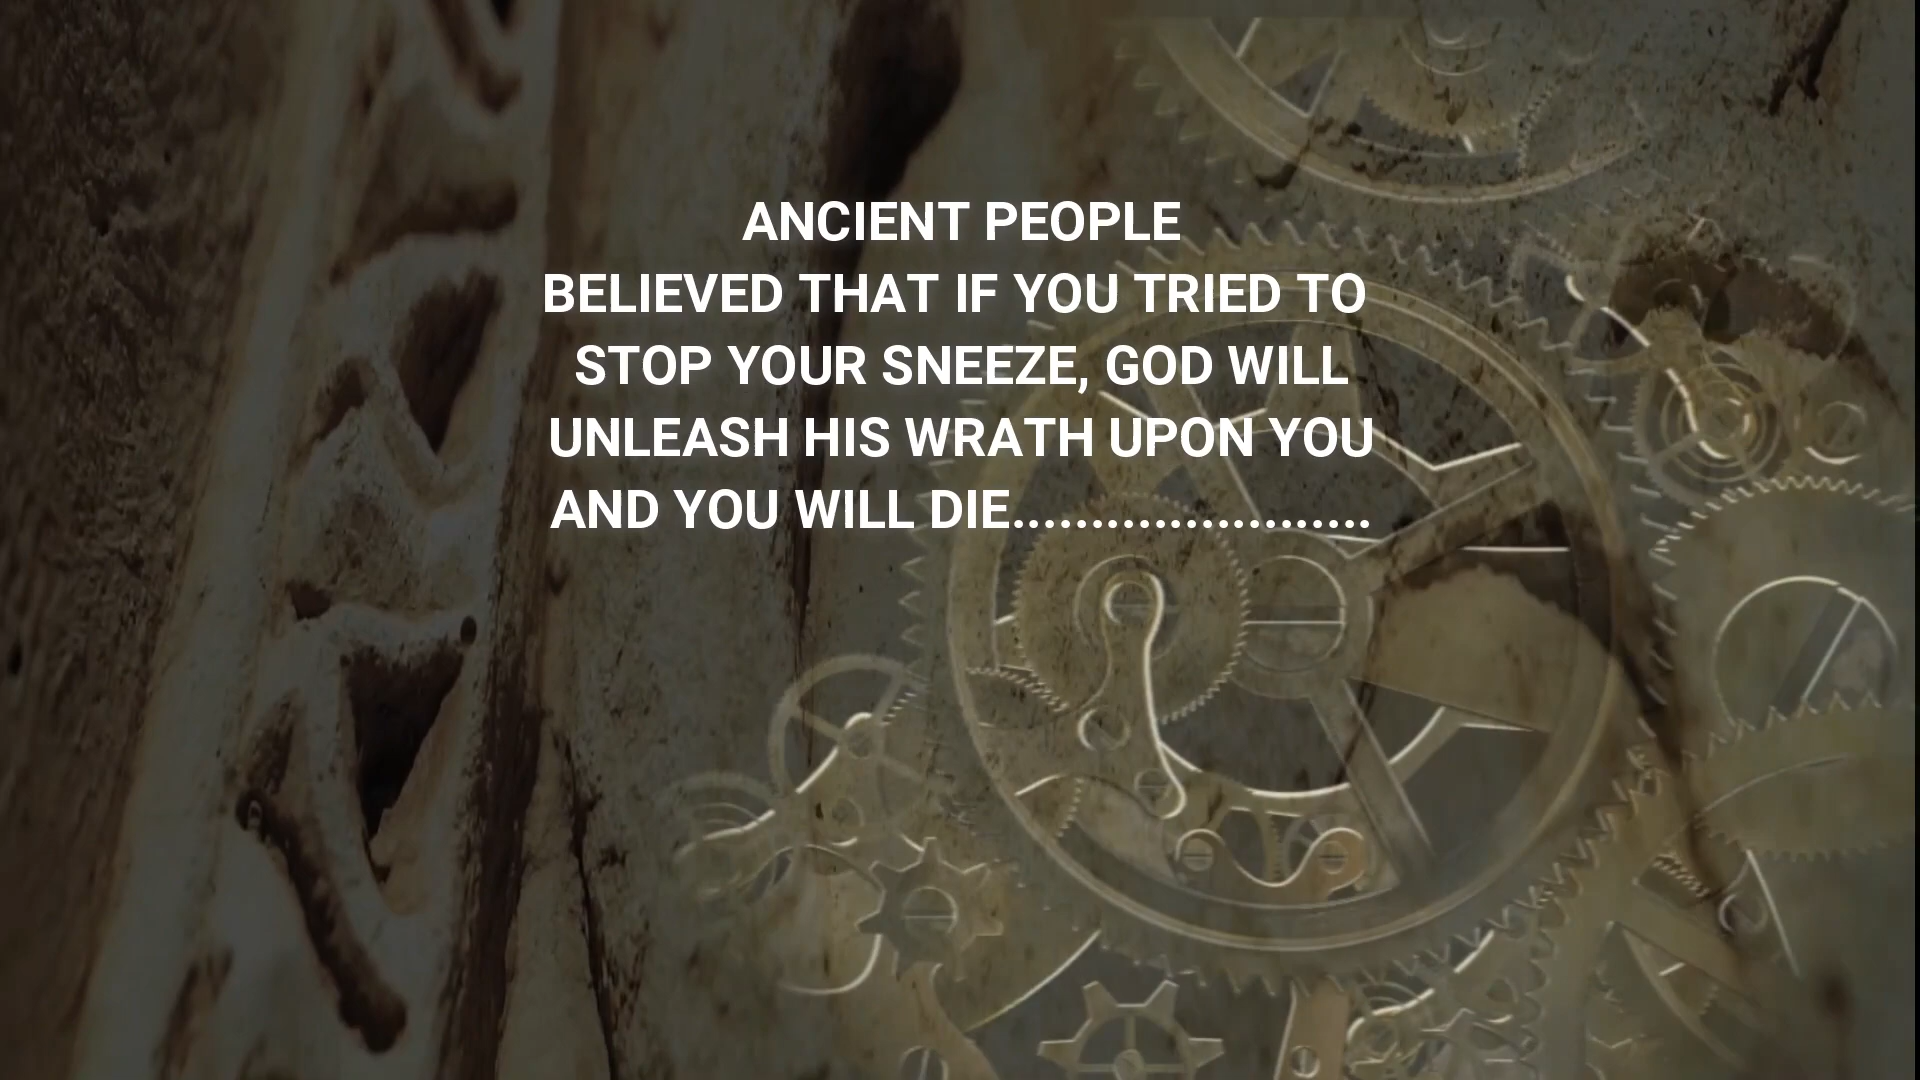 ANCIENT PEOPLE
BELIEVED THAT IF YOU TRIED TO
STOP YOUR SNEEZE, GOD WILL
UNLEASH HIS WRATH UPON YOU
AND YOU WILL DIE.......................